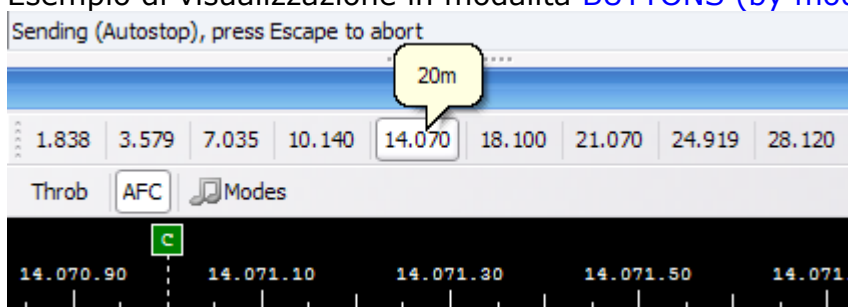 Esempio di visualizzazione in modalità BUTTONS (by mod
Sending (Autostop), press Escape to abort
20m
1.838 3.579 7.035 10.140 14.070 18.100 21.070 24.919 28.120
Throb AFC Modes
C
14.070.90 14.071.10 14.071.30 14.071.50 14.071.